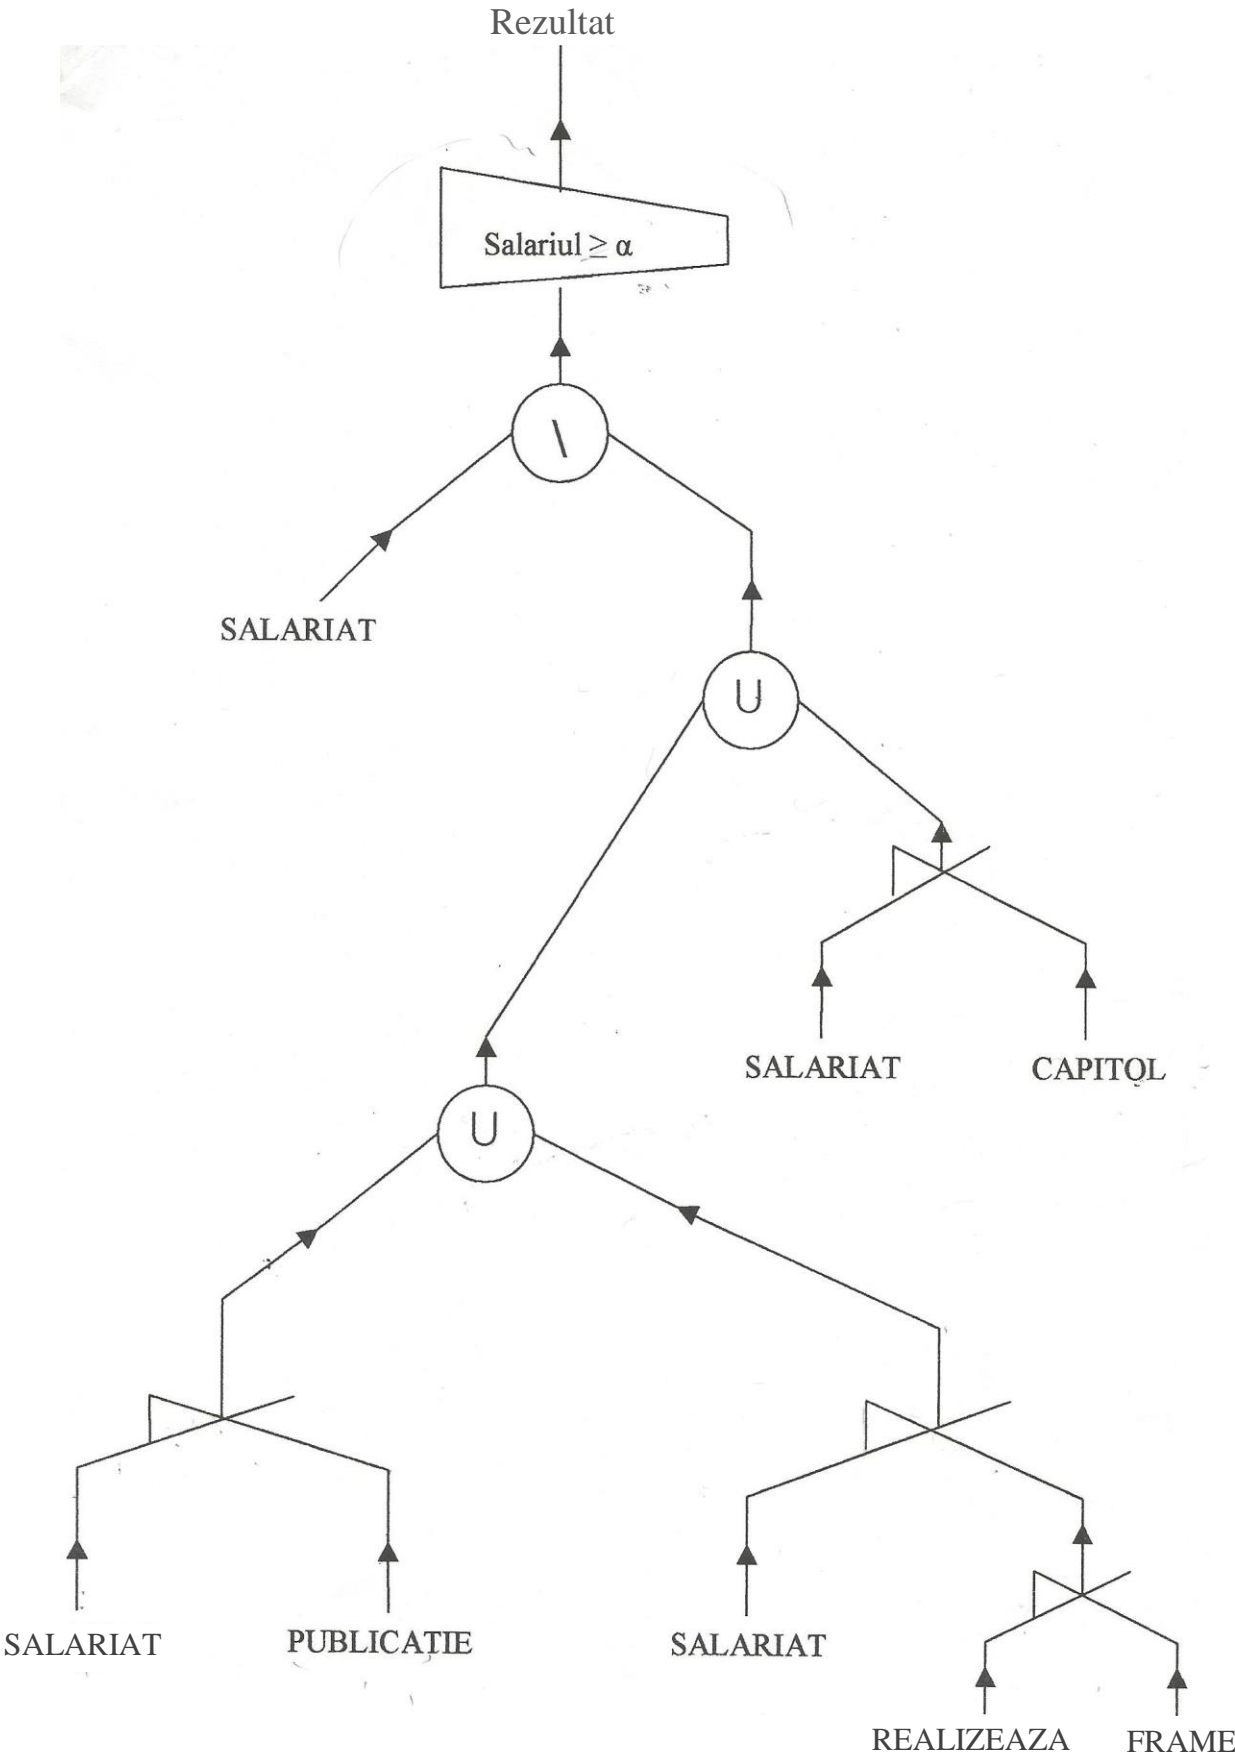 Rezultat
Salariul ≥ α
\
SALARIAT
U
SALARIAT
CAPITOL
U
SALARIAT
PUBLICATIE
SALARIAT
REALIZEAZA
FRAME